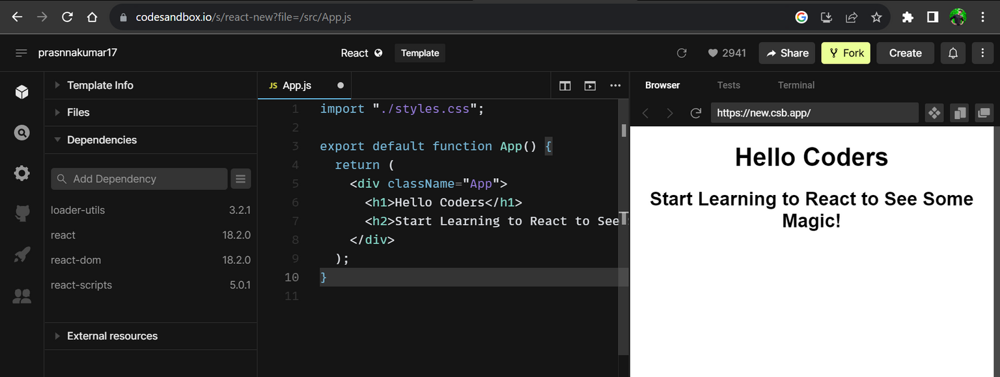 codesandbox.io/s/react-new?file=/src/App.js
prasnnakumar17
React
Template
2941
Share
Fork
Create
Template Info
Files
Dependencies
Add Dependency
loader-utils 3.2.1
react 18.2.0
react-dom 18.2.0
react-scripts 5.0.1
External resources
JS App.js
1 import "./styles.css";
2
3 export default function App() {
4 return (
5 <div className="App">
6 <h1>Hello Coders</h1>
7 <h2>Start Learning to React to See
8 </div>
9 );
10 }
11
Browser
Tests
Terminal
https://new.csb.app/
Hello Coders
Start Learning to React to See Some
Magic!